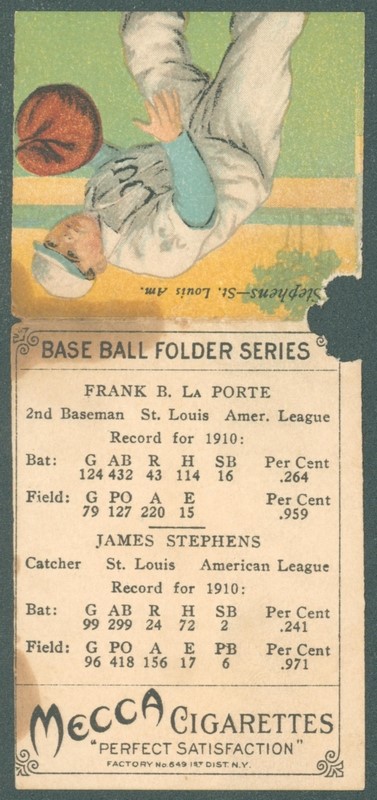 Stephens—St. Louis Am.
BASE BALL FOLDER SERIES
FRANK B. LA PORTE
2nd Baseman St. Louis Amer. League
Record for 1910:
Bat: G AB R H SB Per Cent
124 432 43 114 16 .264
Field: G PO A E Per Cent
79 127 220 15 .959
JAMES STEPHENS
Catcher St. Louis American League
Record for 1910:
Bat: G AB R H SB Per Cent
99 299 24 72 2 .241
Field: G PO A E PB Per Cent
96 418 156 17 6 .971
MECCA CIGARETTES
"PERFECT SATISFACTION"
FACTORY No. 649 1ST DIST. N.Y.